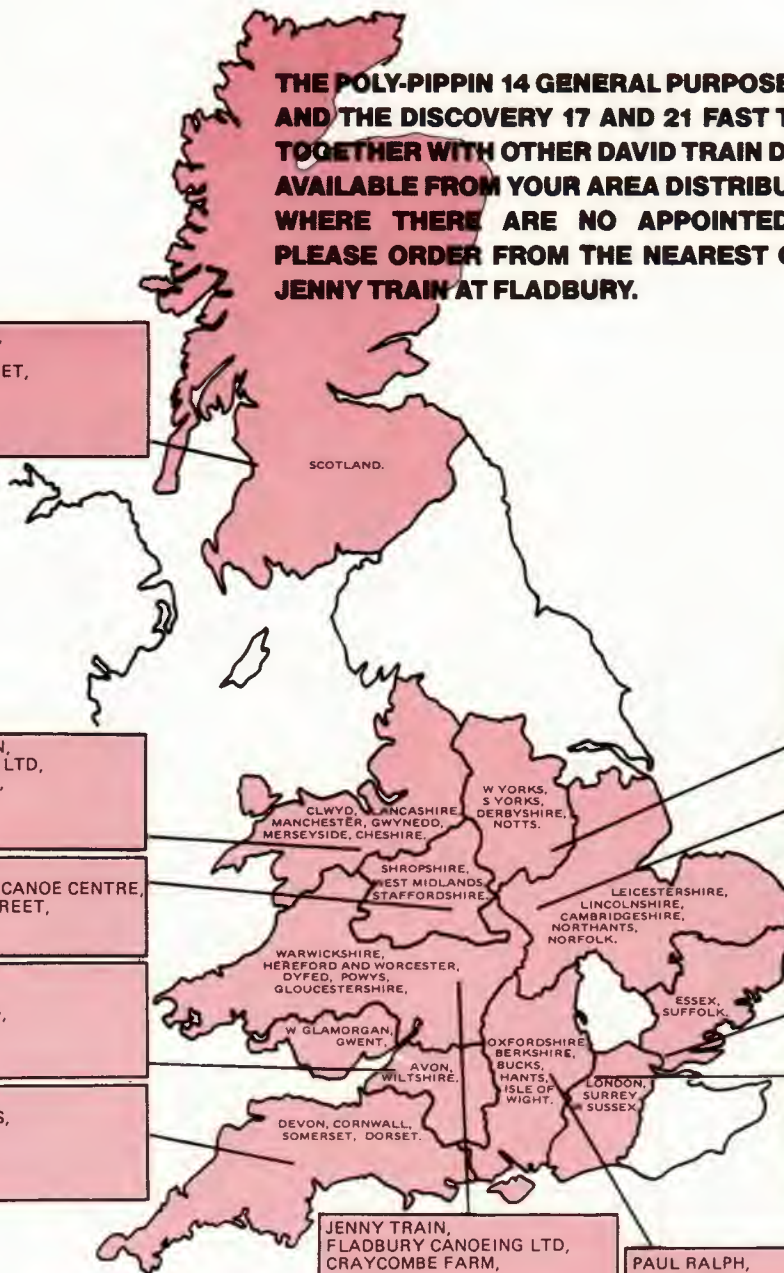 THE POLY-PIPPIN 14 GENERAL PURPOSE
AND THE DISCOVERY 17 AND 21 FAST T
TOGETHER WITH OTHER DAVID TRAIN D
AVAILABLE FROM YOUR AREA DISTRIBU
WHERE THERE ARE NO APPOINTED
PLEASE ORDER FROM THE NEAREST
JENNY TRAIN AT FLADBURY.
ET,
SCOTLAND.
N,
LTD,
CLWYD, LANCASHIRE,
MANCHESTER, GWYNEDD,
MERSEYSIDE, CHESHIRE.
W YORKS,
S YORKS,
DERBYSHIRE,
NOTTS.
CANOE CENTRE,
REET,
SHROPSHIRE,
WEST MIDLANDS,
STAFFORDSHIRE.
LEICESTERSHIRE,
LINCOLNSHIRE,
CAMBRIDGESHIRE,
NORTHANTS,
NORFOLK.
WARWICKSHIRE,
HEREFORD AND WORCESTER,
DYFED, POWYS,
GLOUCESTERSHIRE,
ESSEX,
SUFFOLK.
W GLAMORGAN,
GWENT.
AVON,
WILTSHIRE.
OXFORDSHIRE,
BERKSHIRE,
BUCKS,
HANTS,
ISLE OF
WIGHT.
LONDON,
SURREY,
SUSSEX.
S,
DEVON, CORNWALL,
SOMERSET, DORSET.
JENNY TRAIN,
FLADBURY CANOEING LTD,
CRAYCOMBE FARM,
PAUL RALPH,